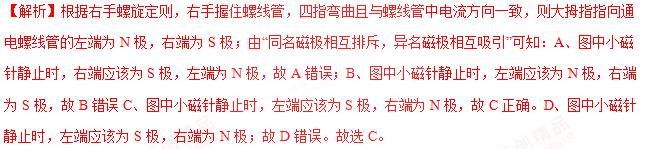 【解析】根据右手螺旋定则，右手握住螺线管，四指弯曲且与螺线管中电流方向一致，则大拇指指向通
电螺线管的左端为 N 极，右端为 S 极；由“同名磁极相互排斥，异名磁极相互吸引”可知：A、图中小磁
针静止时，右端应该为 S 极，左端为 N 极，故 A 错误；B、图中小磁针静止时，左端应该为 N 极，右端
为 S 极，故 B 错误 C、图中小磁针静止时，左端应该为 S 极，右端为 N 极，故 C 正确。D、图中小磁针
静止时，左端应该为 S 极，右端为 N 极；故 D 错误。故选 C。